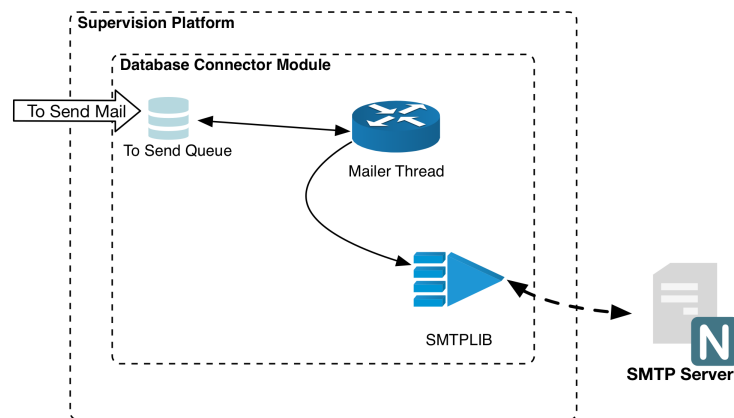 Supervision Platform
Database Connector Module
To Send Mail
To Send Queue
Mailer Thread
SMTPLIB
N
SMTP Server